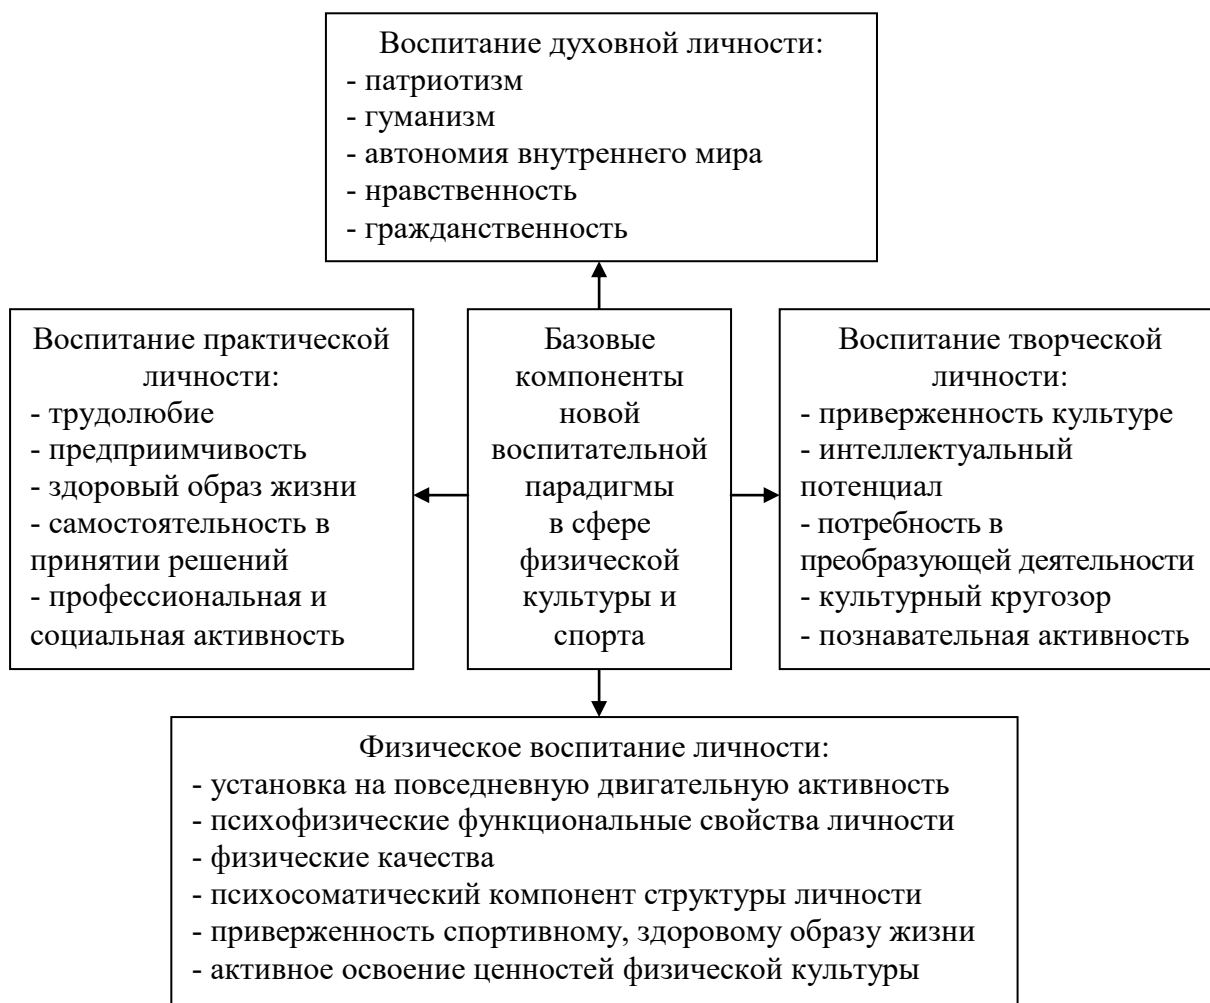 Воспитание духовной личности:
- патриотизм
- гуманизм
- автономия внутреннего мира
- нравственность
- гражданственность
Воспитание практической
личности:
- трудолюбие
- предприимчивость
- здоровый образ жизни
- самостоятельность в
принятии решений
- профессиональная и
социальная активность
Базовые
компоненты
новой
воспитательной
парадигмы
в сфере
физической
культуры и
спорта
Воспитание творческой
личности:
- приверженность культуре
- интеллектуальный
потенциал
- потребность в
преобразующей деятельности
- культурный кругозор
- познавательная активность
Физическое воспитание личности:
- установка на повседневную двигательную активность
- психофизические функциональные свойства личности
- физические качества
- психосоматический компонент структуры личности
- приверженность спортивному, здоровому образу жизни
- активное освоение ценностей физической культуры